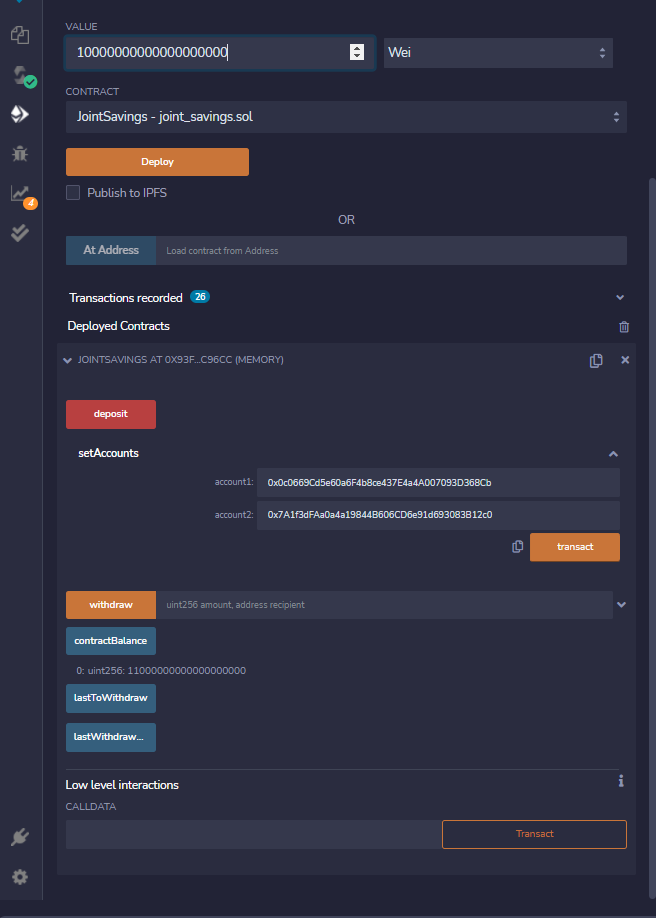 VALUE
10000000000000000000
Wei
CONTRACT
JointSavings - joint_savings.sol
Deploy
Publish to IPFS
4
OR
At Address
Load contract from Address
Transactions recorded 26
Deployed Contracts
JOINTSAVINGS AT 0X93F...C96CC (MEMORY)
deposit
setAccounts
account1: 0x0c0669Cd5e60a6F4b8ce437E4a4A007093D368Cb
account2: 0x7A1f3dFAa0a4a19844B606CD6e91d693083B12c0
transact
withdraw
uint256 amount, address recipient
contractBalance
0: uint256: 11000000000000000000
lastToWithdraw
lastWithdraw...
Low level interactions
CALLDATA
Transact